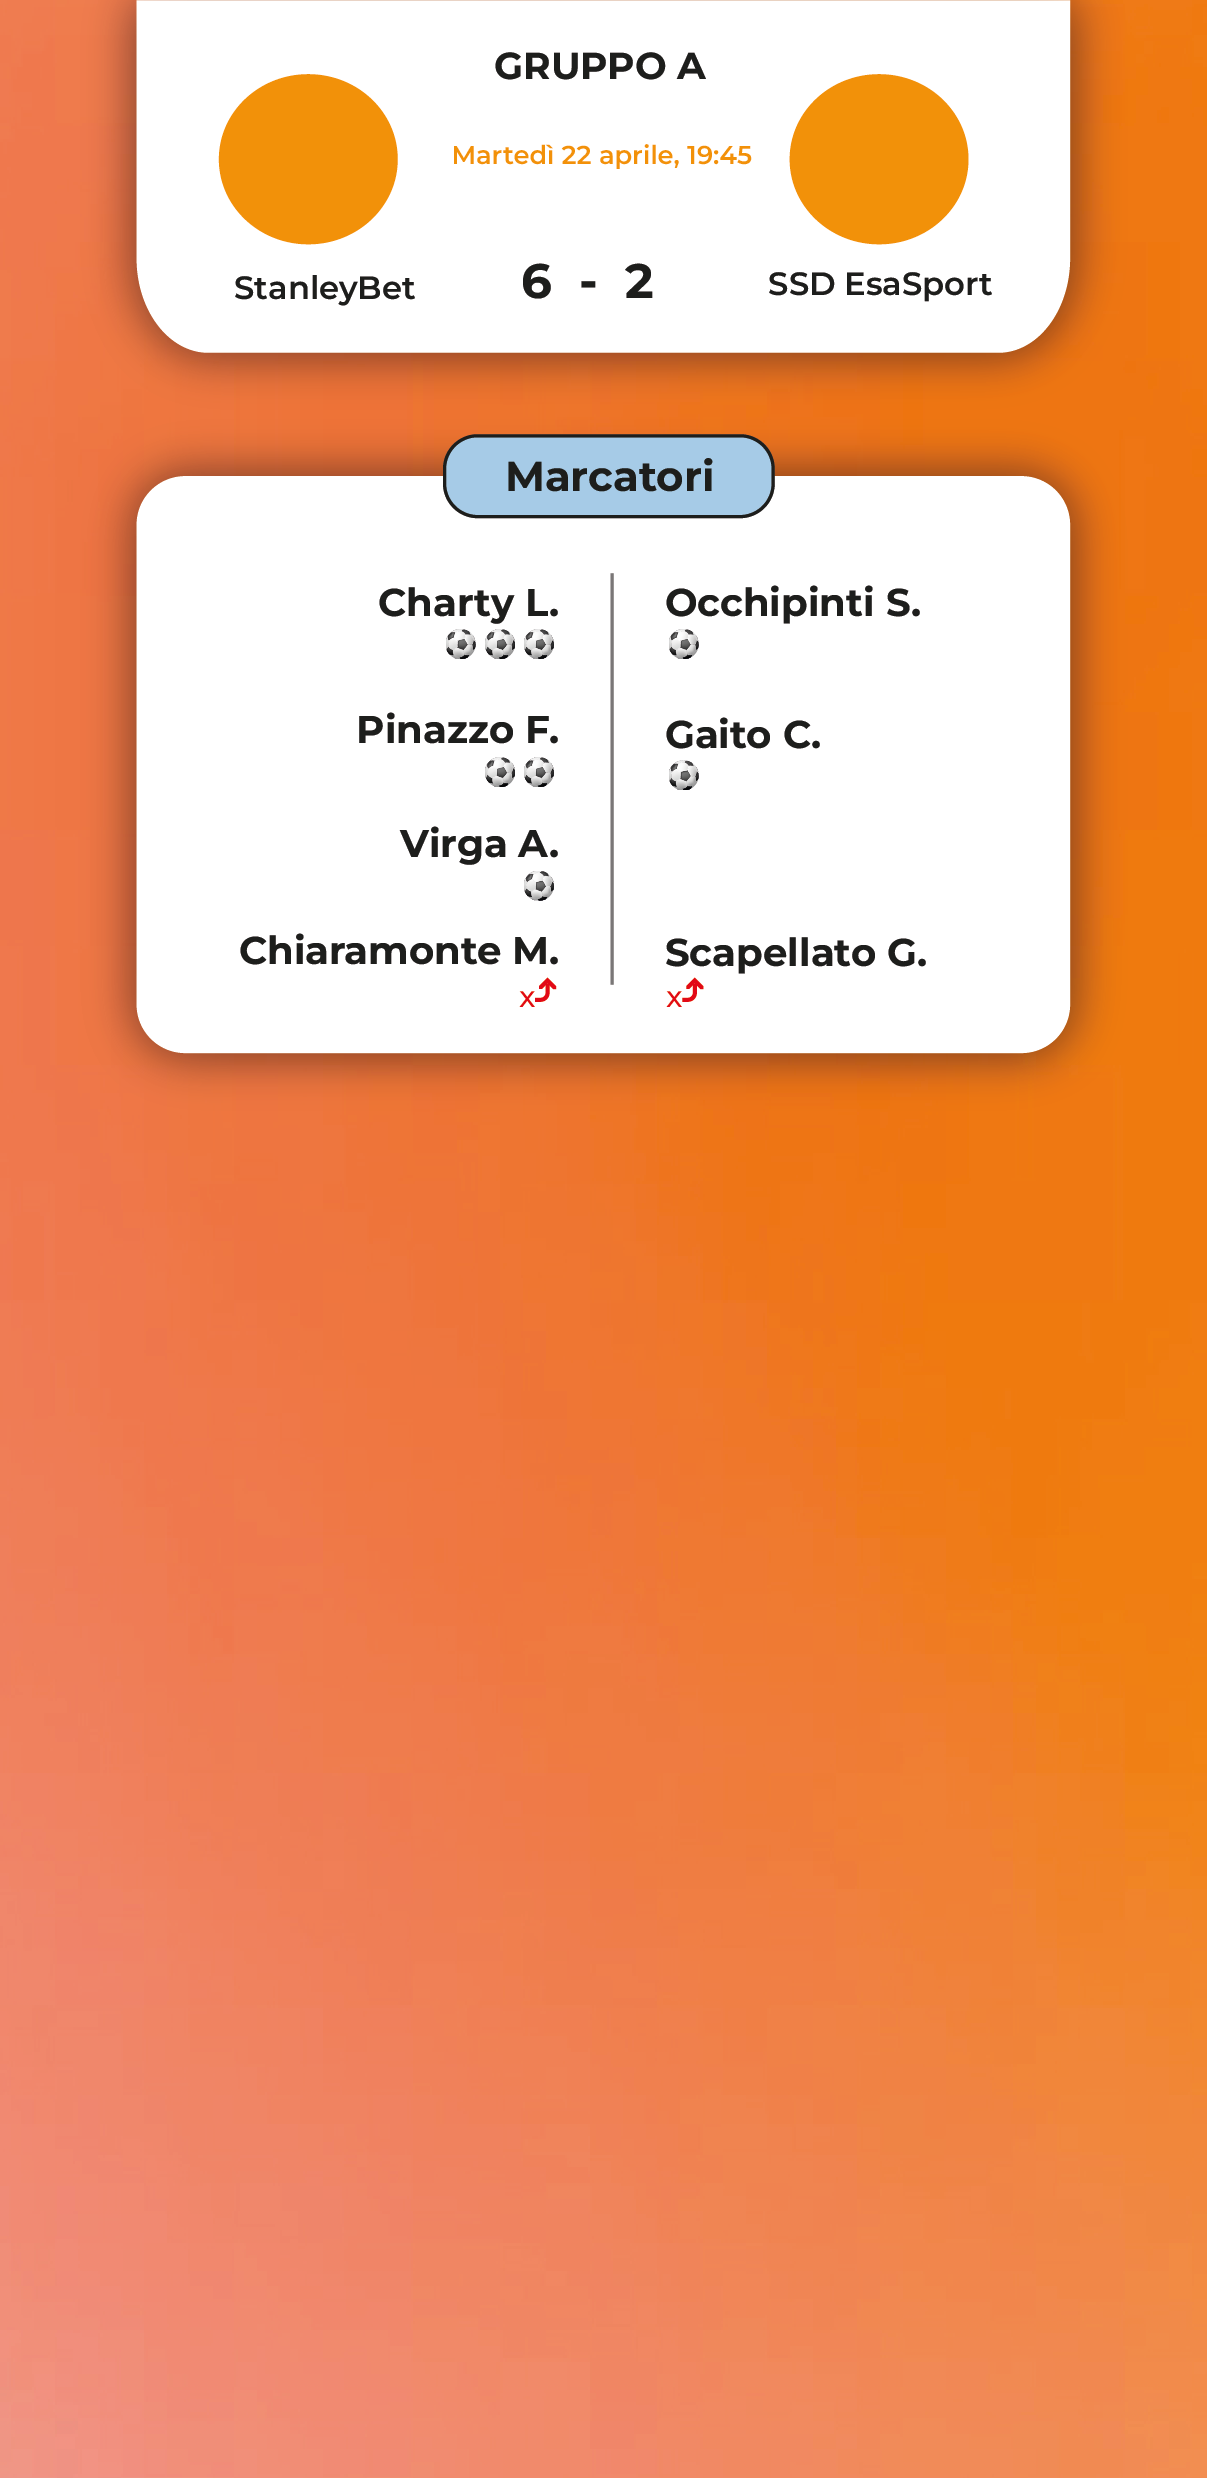 GRUPPO A
Martedì 22 aprile, 19:45
StanleyBet
6 - 2
SSD EsaSport
Marcatori
Charty L.
Occhipinti S.
Pinazzo F.
Gaito C.
Virga A.
Chiaramonte M.
x
Scapellato G.
x